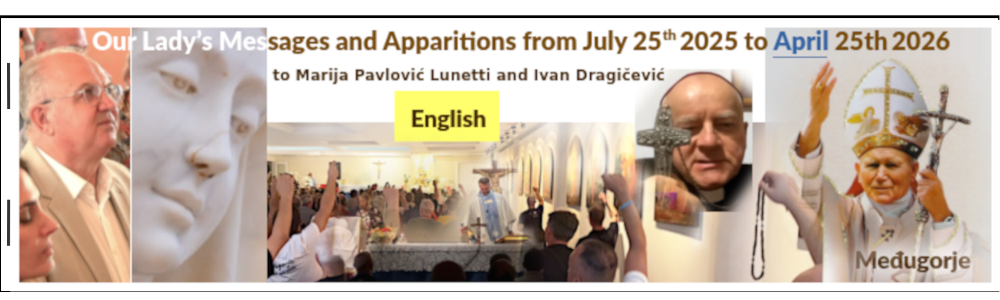 Our Lady's Messages and Apparitions from July 25th 2025 to April 25th 2026
to Marija Pavlović Lunetti and Ivan Dragičević
English
Međugorje